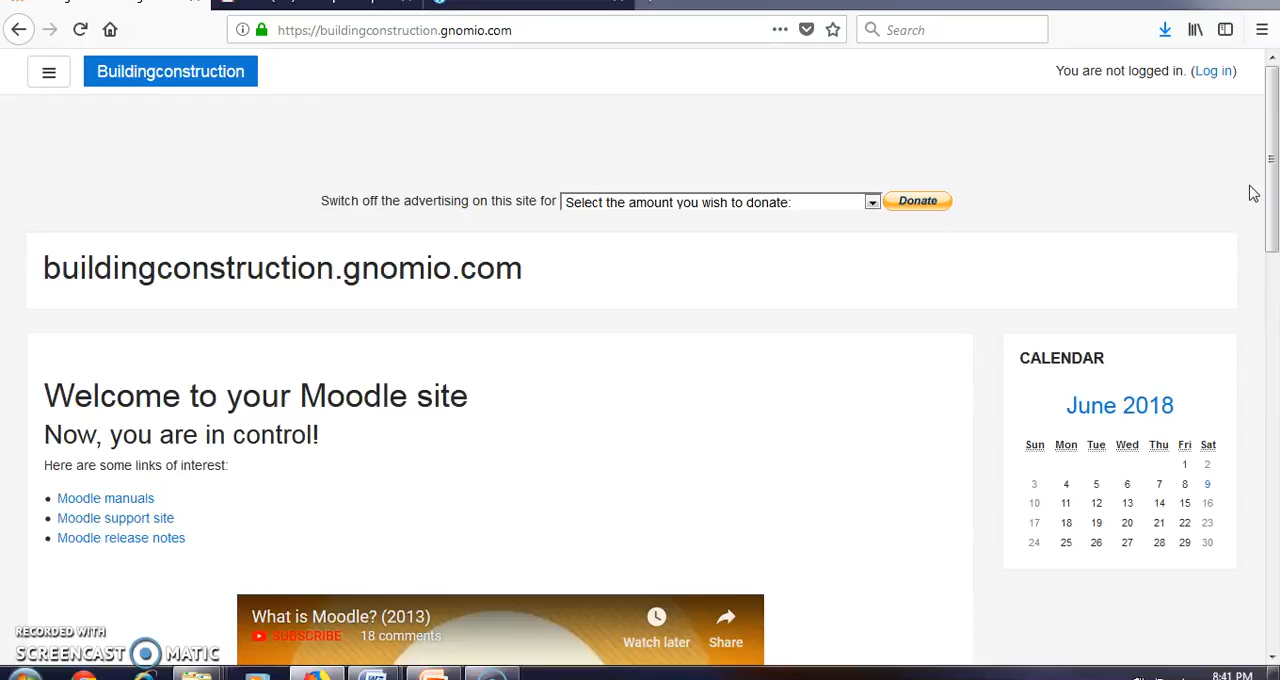 https://buildingconstruction.gnomio.com
Search
Buildingconstruction
You are not logged in. (Log in)
Switch off the advertising on this site for Select the amount you wish to donate: Donate
buildingconstruction.gnomio.com
Welcome to your Moodle site
Now, you are in control!
Here are some links of interest:
Moodle manuals
Moodle support site
Moodle release notes
CALENDAR
June 2018
Sun Mon Tue Wed Thu Fri Sat
1 2
3 4 5 6 7 8 9
10 11 12 13 14 15 16
17 18 19 20 21 22 23
24 25 26 27 28 29 30
What is Moodle? (2013)
SUBSCRIBE 18 comments
Watch later Share
RECORDED WITH
SCREENCAST MATIC
8:41 PM